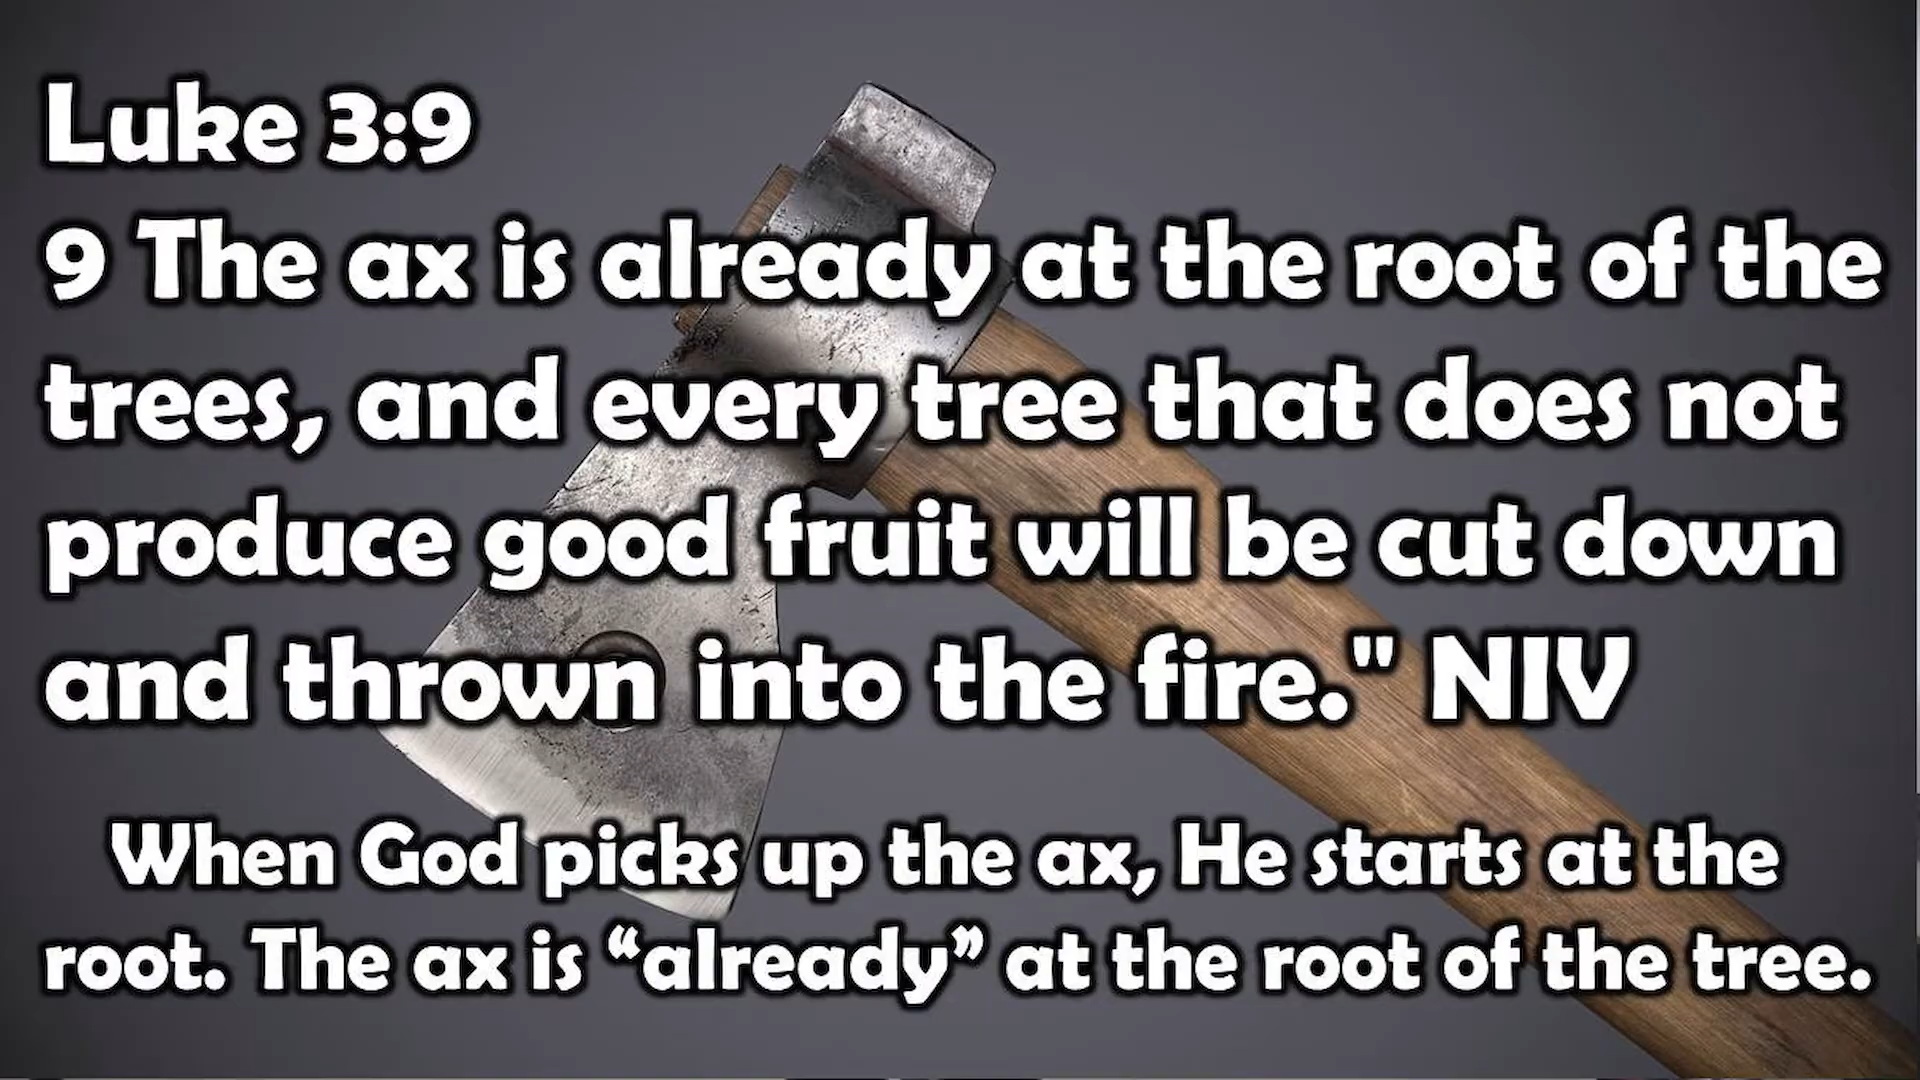 Luke 3:9
9 The ax is already at the root of the
trees, and every tree that does not
produce good fruit will be cut down
and thrown into the fire." NIV
When God picks up the ax, He starts at the
root. The ax is “already” at the root of the tree.